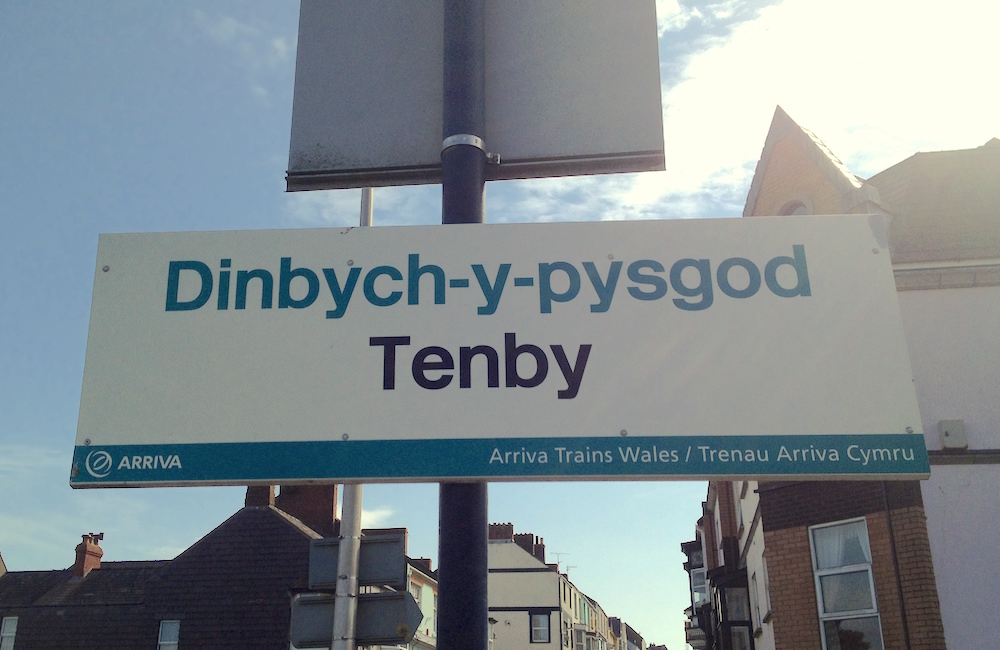 Dinbych-y-pysgod
Tenby
ARRIVA
Arriva Trains Wales / Trenau Arriva Cymru